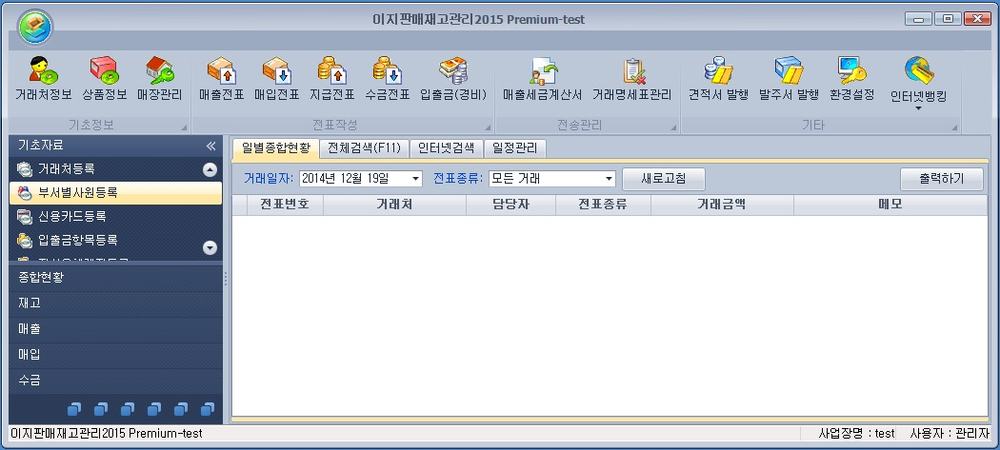 이지판매재고관리2015 Premium-test
거래처정보 상품정보 매장관리 매출전표 매입전표 지급전표 수금전표 입출금(경비) 매출세금계산서 거래명세표관리 견적서 발행 발주서 발행 환경설정 인터넷뱅킹
기초정보 전표작성 전송관리 기타
기초자료
거래처등록
부서별사원등록
신용카드등록
입출금항목등록
종합현황
재고
매출
매입
수금
일별종합현황 전체검색(F11) 인터넷검색 일정관리
거래일자: 2014년 12월 19일 전표종류: 모든 거래 새로고침 출력하기
전표번호 거래처 담당자 전표종류 거래금액 메모
이지판매재고관리2015 Premium-test 사업장명 : test 사용자 : 관리자